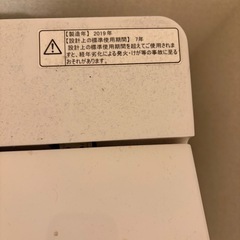 【製造年】2019年
【設計上の標準使用期間】 7年
設計上の標準使用期間を超えてご使用されま
すと、経年劣化による発火・けが等の事故に至る
おそれがあります。